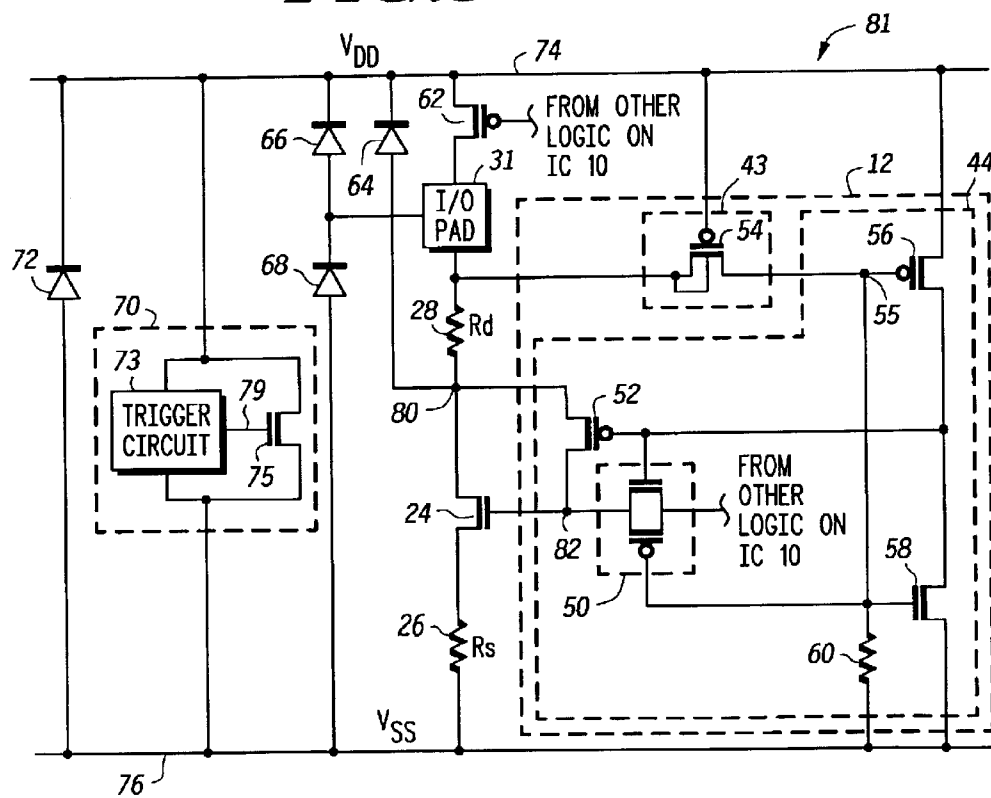 81
V_DD
74
62
FROM OTHER
LOGIC ON
IC 10
66
64
31
I/O
PAD
43
12
44
54
56
72
68
55
70
28
Rd
73
TRIGGER
CIRCUIT
79
75
80
52
FROM
OTHER
LOGIC ON
IC 10
24
82
58
50
26
Rs
60
V_SS
76